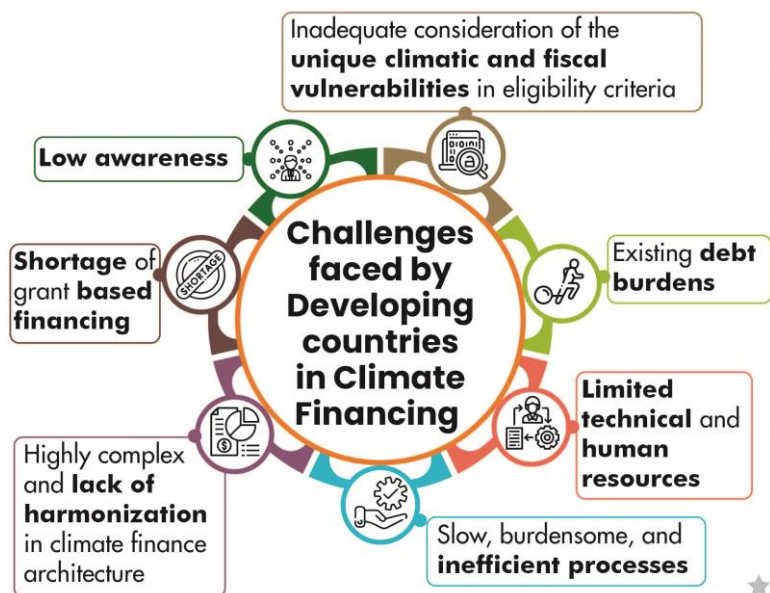 Challenges
faced by
Developing
countries
in Climate
Financing
Inadequate consideration of the
unique climatic and fiscal
vulnerabilities in eligibility criteria
Existing debt
burdens
Limited
technical and
human
resources
Slow, burdensome, and
inefficient processes
Highly complex
and lack of
harmonization
in climate finance
architecture
Shortage of
grant based
financing
SHORTAGE
Low awareness